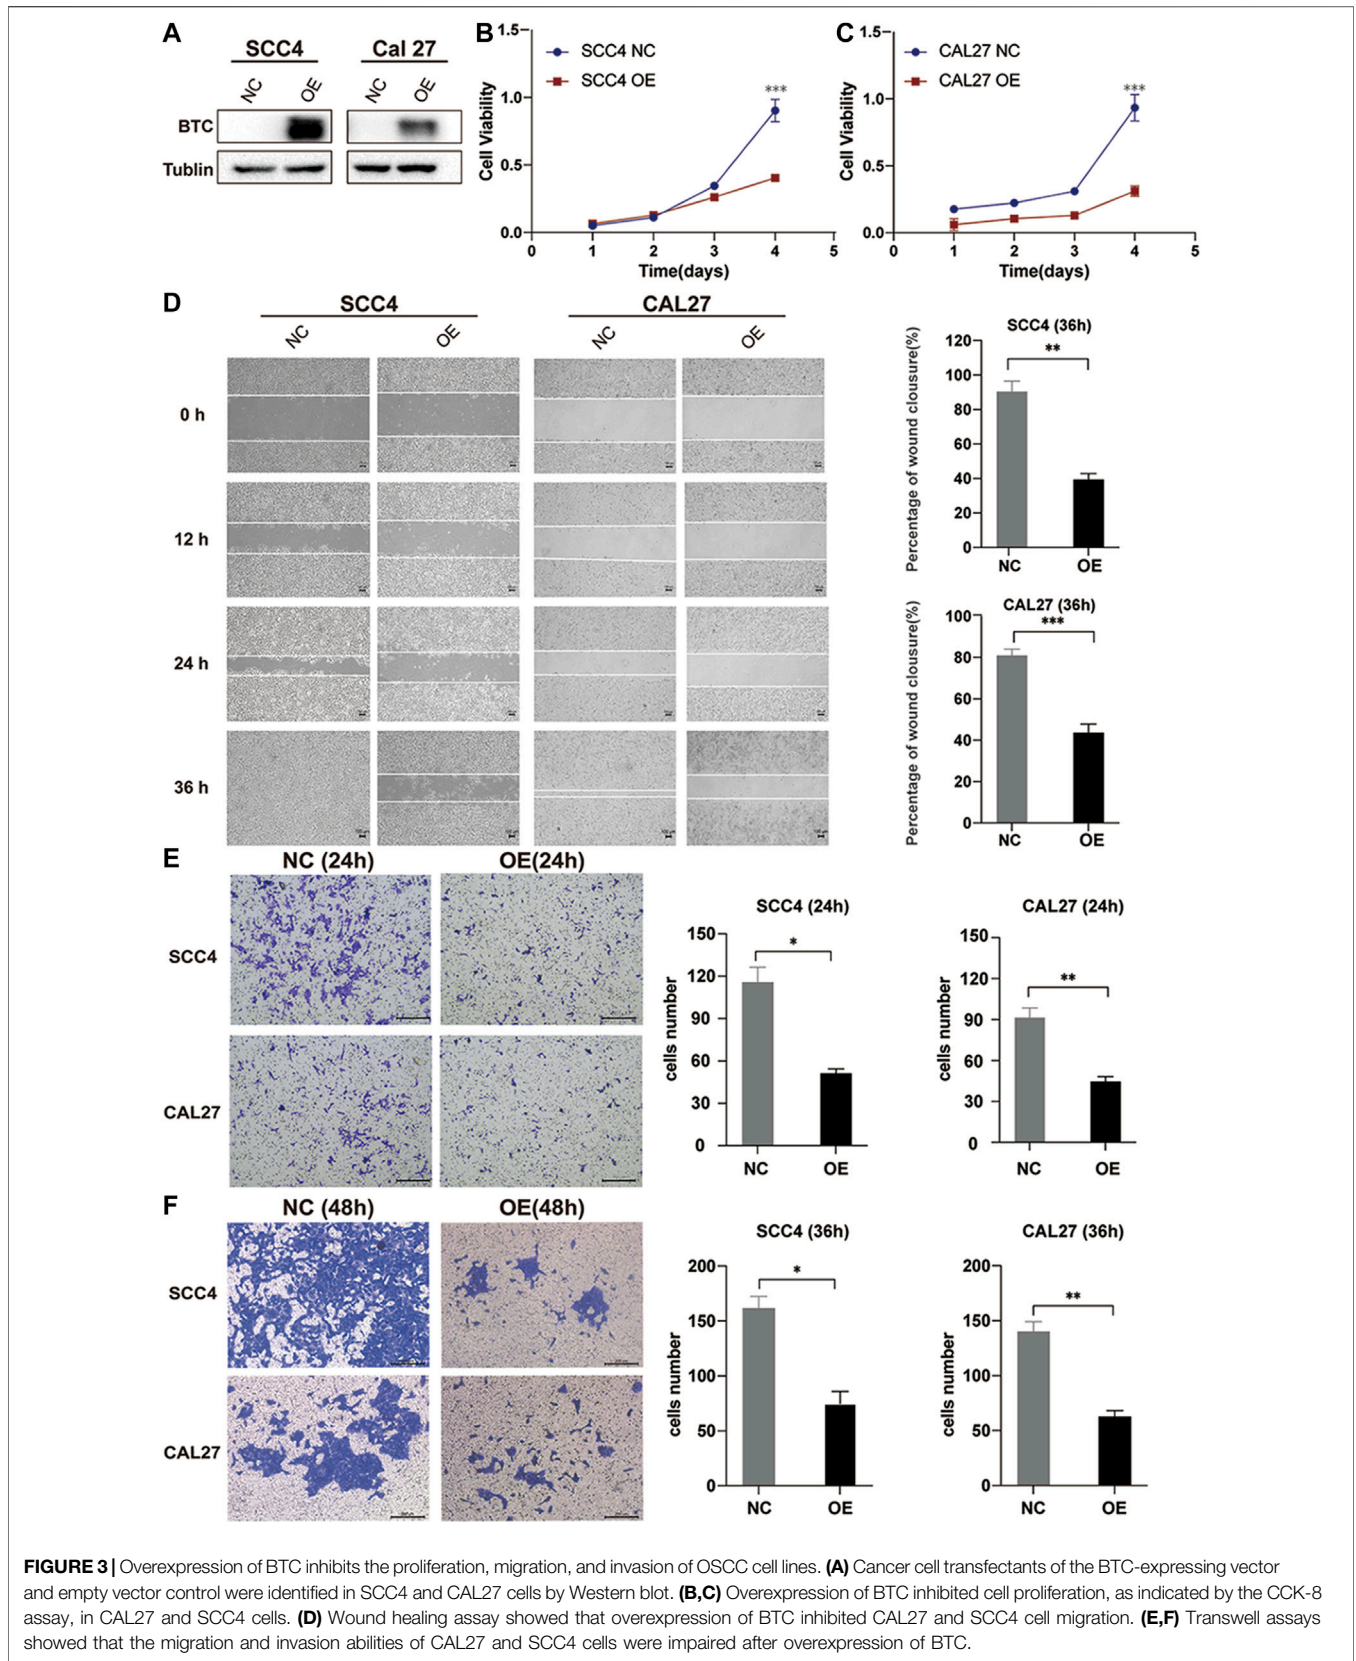 A
SCC4
Cal 27
NC
OE
NC
OE
BTC
Tublin
B
1.5
1.0
0.5
0.0
Cell Viability
SCC4 NC
SCC4 OE
***
0 1 2 3 4 5
Time(days)
C
1.5
1.0
0.5
0.0
Cell Viability
CAL27 NC
CAL27 OE
***
0 1 2 3 4 5
Time(days)
D
SCC4
CAL27
NC
OE
NC
OE
0 h
12 h
24 h
36 h
SCC4 (36h)
**
Percentage of wound clousure(%)
120
100
80
60
40
20
0
NC OE
CAL27 (36h)
***
Percentage of wound clousure(%)
100
80
60
40
20
0
NC OE
E
NC (24h)
OE(24h)
SCC4
CAL27
SCC4 (24h)
*
cells number
150
120
90
60
30
0
NC OE
CAL27 (24h)
**
cells number
150
120
90
60
30
0
NC OE
F
NC (48h)
OE(48h)
SCC4
CAL27
SCC4 (36h)
*
cells number
200
150
100
50
0
NC OE
CAL27 (36h)
**
cells number
200
150
100
50
0
NC OE
FIGURE 3 | Overexpression of BTC inhibits the proliferation, migration, and invasion of OSCC cell lines. (A) Cancer cell transfectants of the BTC-expressing vector
and empty vector control were identified in SCC4 and CAL27 cells by Western blot. (B,C) Overexpression of BTC inhibited cell proliferation, as indicated by the CCK-8
assay, in CAL27 and SCC4 cells. (D) Wound healing assay showed that overexpression of BTC inhibited CAL27 and SCC4 cell migration. (E,F) Transwell assays
showed that the migration and invasion abilities of CAL27 and SCC4 cells were impaired after overexpression of BTC.